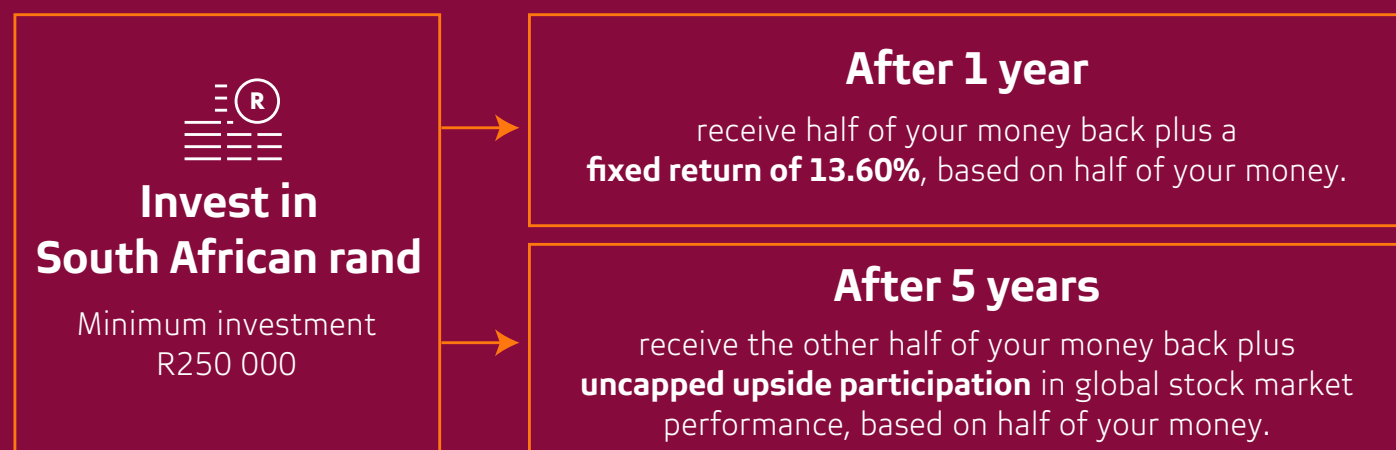 R
Invest in
South African rand
Minimum investment
R250 000
After 1 year
receive half of your money back plus a
fixed return of 13.60%, based on half of your money.
After 5 years
receive the other half of your money back plus
uncapped upside participation in global stock market
performance, based on half of your money.